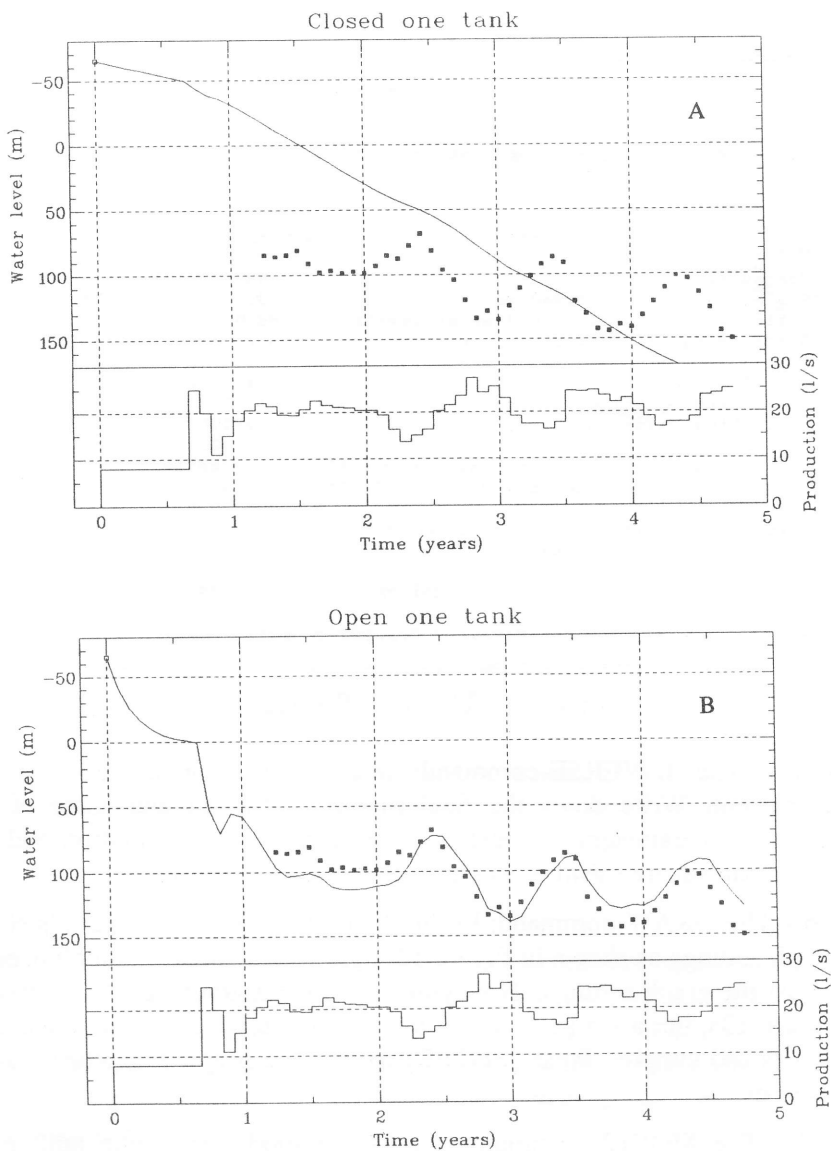 Closed one tank
A
Water level (m)
−50
0
50
100
150
Production (l/s)
30
20
10
0
0 1 2 3 4 5
Time (years)
Open one tank
B
Water level (m)
−50
0
50
100
150
Production (l/s)
30
20
10
0
0 1 2 3 4 5
Time (years)